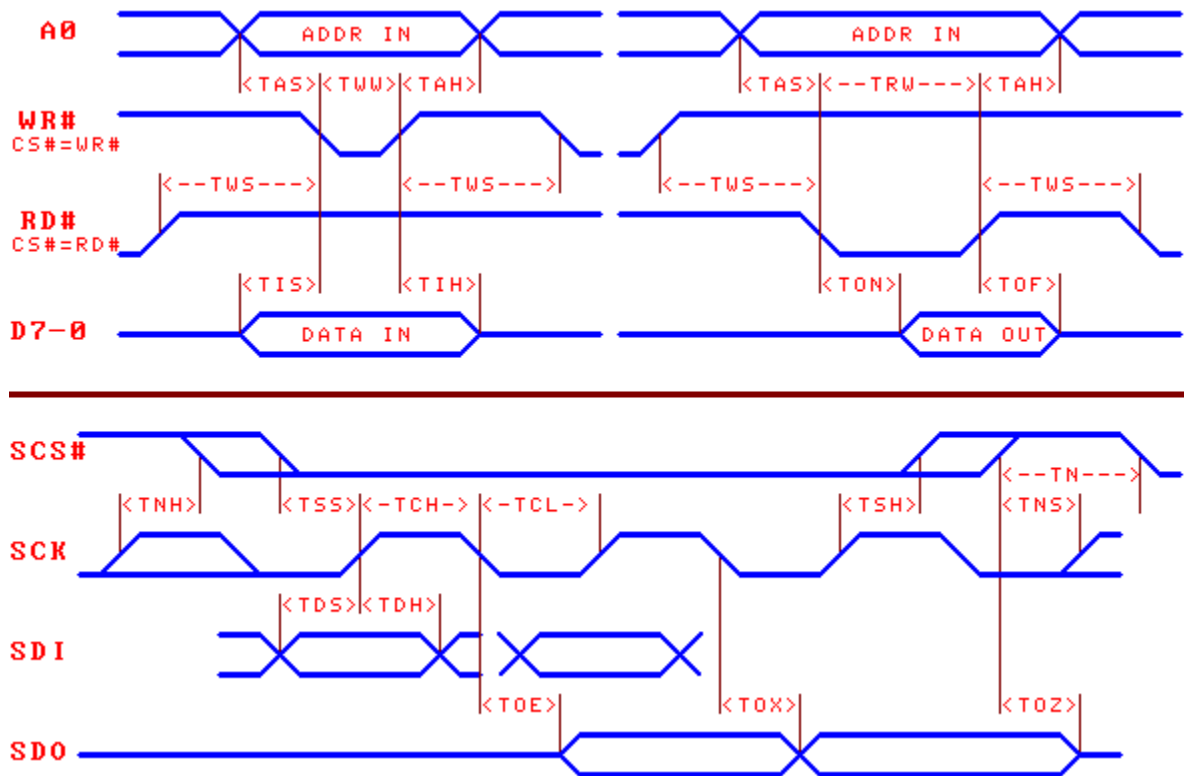 A0 ADDR IN ADDR IN
<TAS> <TWW> <TAH> <TAS> <--TRW---> <TAH>
WR#
CS#=WR#
<--TWS---> <--TWS---> <--TWS---> <--TWS--->
RD#
CS#=RD#
<TIS> <TIH> <TON> <TOF>
D7-0 DATA IN DATA OUT
SCS#
<--TN--->
<TNH> <TSS> <-TCH-> <-TCL-> <TSH> <TNS>
SCK
<TDS> <TDH>
SDI
<TOE> <TOX> <TOZ>
SDO